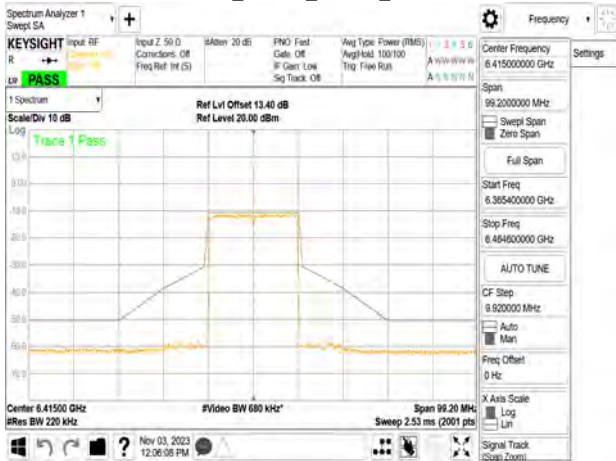 Spectrum Analyzer 1
Swept SA
+
Frequency
KEYSIGHT
Input: RF
Input Z: 50 Ω
#Atten: 20 dB
PNO: Fast
Avg Type: Power (RMS)
Corrections: Off
Gate: Off
Avg|Hold: 100/100
Freq Ref: Int (S)
IF Gain: Low
Trig: Free Run
Sig Track: Off
PASS
Center Frequency
6.415000000 GHz
Settings
Span
99.2000000 MHz
Swept Span
Zero Span
Full Span
Start Freq
6.365400000 GHz
Stop Freq
6.464600000 GHz
AUTO TUNE
CF Step
9.920000 MHz
Auto
Man
Freq Offset
0 Hz
X Axis Scale
Log
Lin
Signal Track
(Span Zoom)
1 Spectrum
Scale/Div 10 dB
Ref Lvl Offset 13.40 dB
Ref Level 20.00 dBm
Log
Trace 1 Pass
Center 6.41500 GHz
#Video BW 680 kHz*
Span 99.20 MHz
#Res BW 220 kHz
Sweep 2.53 ms (2001 pts
Nov 03, 2023
12:06:08 PM